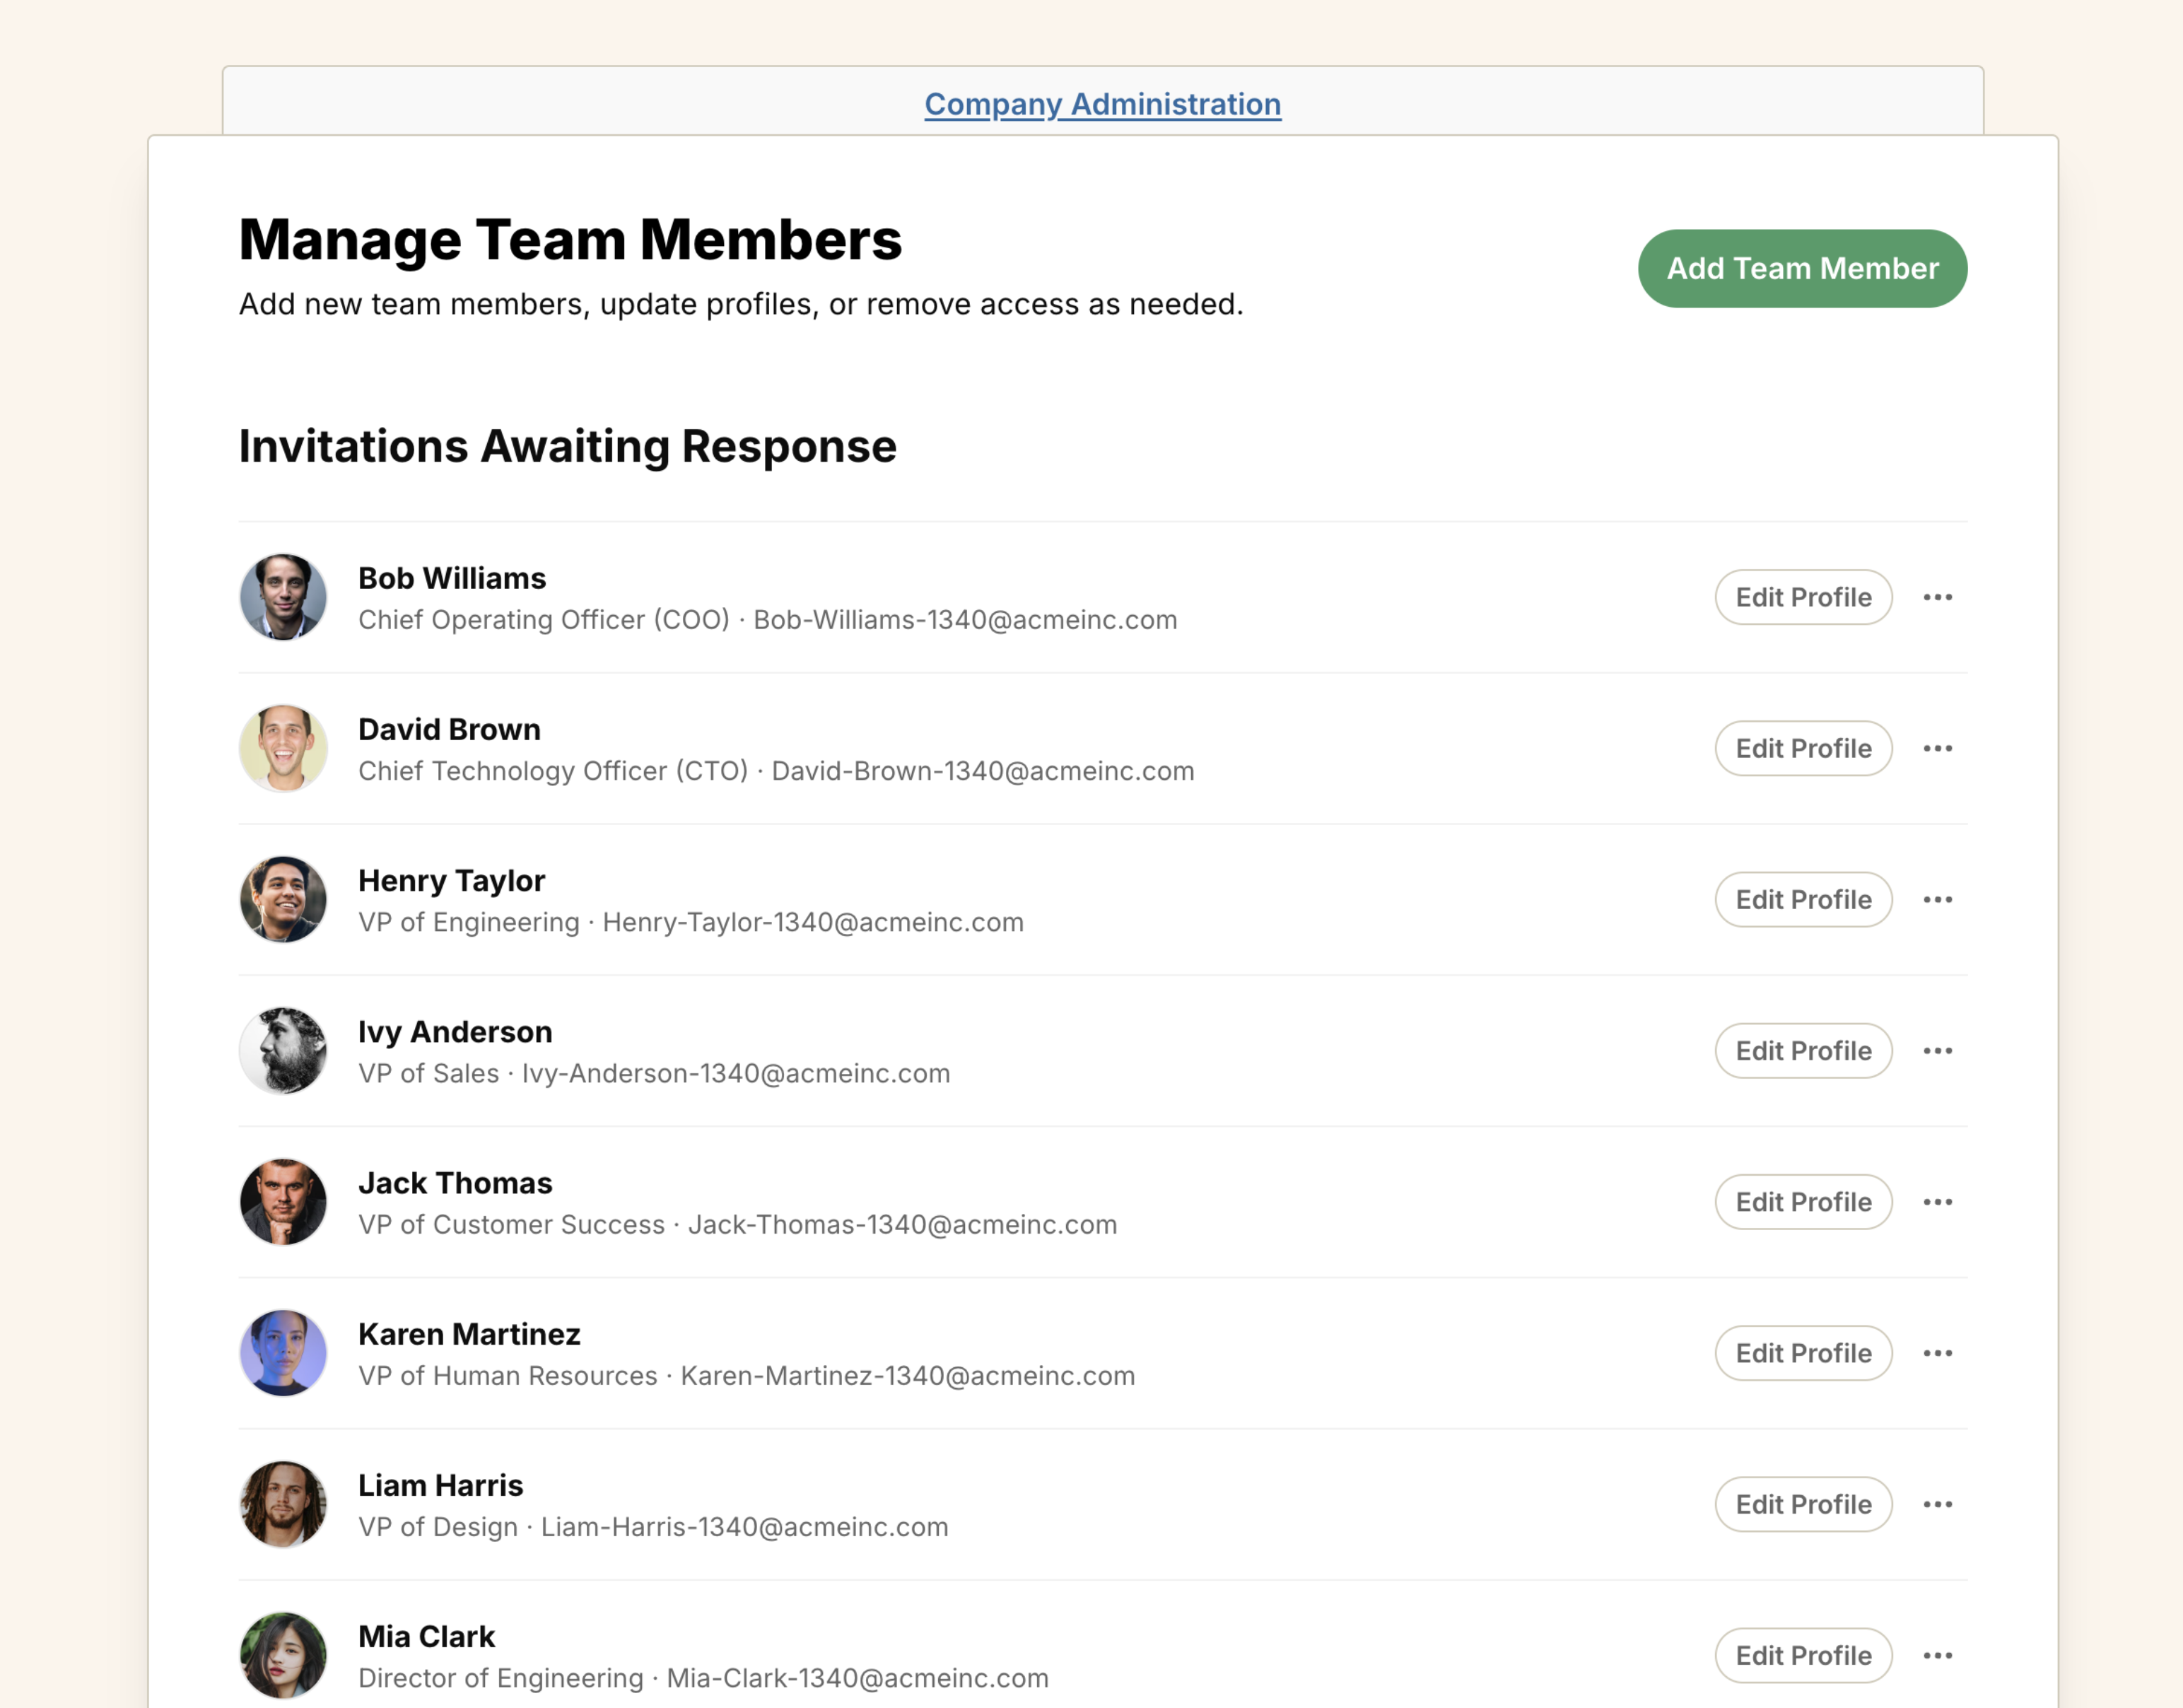 Company Administration
Manage Team Members
Add new team members, update profiles, or remove access as needed.
Add Team Member
Invitations Awaiting Response
Bob Williams
Chief Operating Officer (COO) · Bob-Williams-1340@acmeinc.com
Edit Profile
David Brown
Chief Technology Officer (CTO) · David-Brown-1340@acmeinc.com
Edit Profile
Henry Taylor
VP of Engineering · Henry-Taylor-1340@acmeinc.com
Edit Profile
Ivy Anderson
VP of Sales · Ivy-Anderson-1340@acmeinc.com
Edit Profile
Jack Thomas
VP of Customer Success · Jack-Thomas-1340@acmeinc.com
Edit Profile
Karen Martinez
VP of Human Resources · Karen-Martinez-1340@acmeinc.com
Edit Profile
Liam Harris
VP of Design · Liam-Harris-1340@acmeinc.com
Edit Profile
Mia Clark
Director of Engineering · Mia-Clark-1340@acmeinc.com
Edit Profile